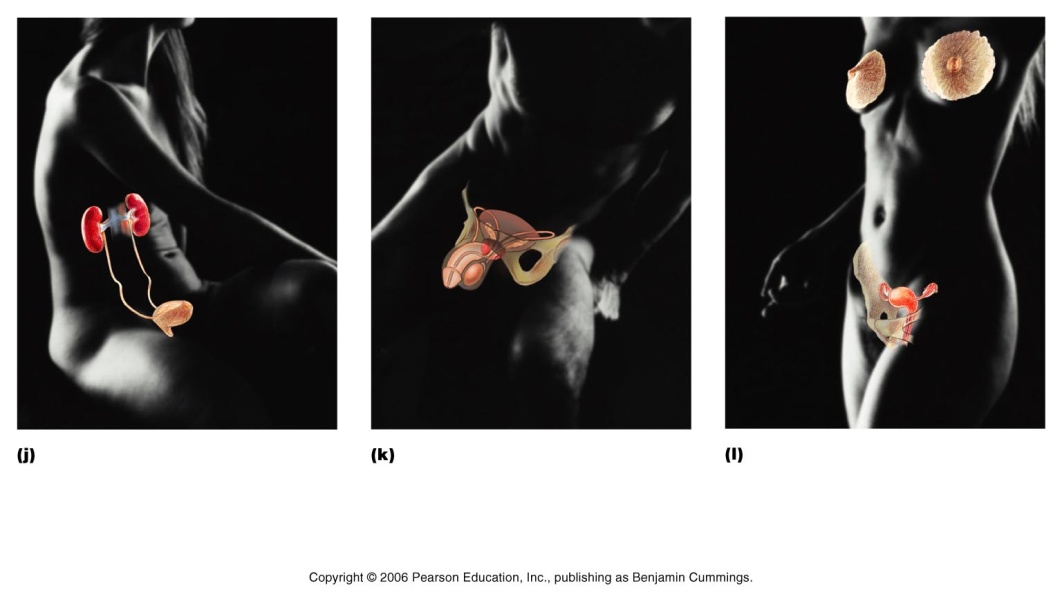 (j)
(k)
(l)
Copyright © 2006 Pearson Education, Inc., publishing as Benjamin Cummings.